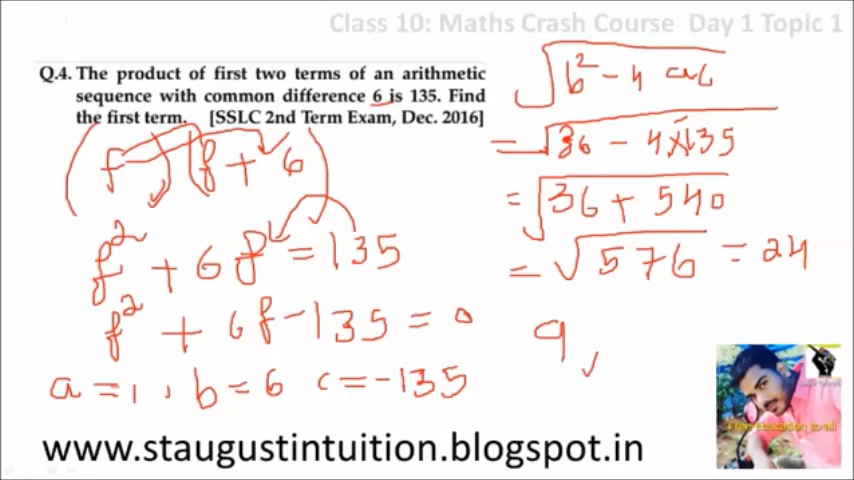 Class 10: Maths Crash Course Day 1 Topic 1
Q.4. The product of first two terms of an arithmetic
sequence with common difference 6 is 135. Find
the first term. [SSLC 2nd Term Exam, Dec. 2016]
(f)(f + 6)
f² + 6f = 135
f² + 6f - 135 = 0
a = 1, b = 6 c = -135
√b² - 4ac
= √36 - 4×-135
= √36 + 540
= √576 = 24
9,
www.staugustintuition.blogspot.in